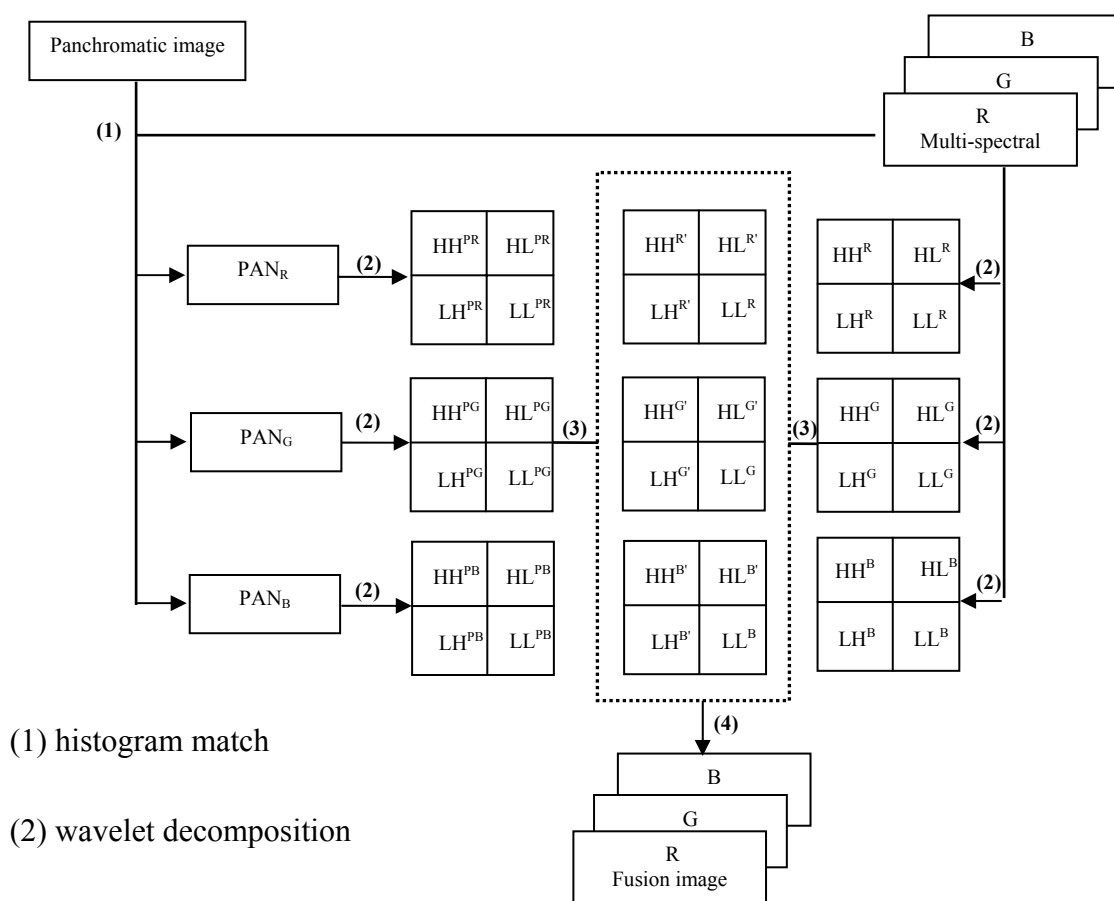 Panchromatic image
B
G
R
Multi-spectral
(1)
PAN_R
(2)
HH^PR HL^PR
LH^PR LL^PR
HH^R' HL^R'
LH^R' LL^R
HH^R HL^R
LH^R LL^R
(2)
PAN_G
(2)
HH^PG HL^PG
LH^PG LL^PG
(3)
HH^G' HL^G'
LH^G' LL^G
(3)
HH^G HL^G
LH^G LL^G
(2)
PAN_B
(2)
HH^PB HL^PB
LH^PB LL^PB
HH^B' HL^B'
LH^B' LL^B
HH^B HL^B
LH^B LL^B
(2)
(4)
(1) histogram match
(2) wavelet decomposition
B
G
R
Fusion image